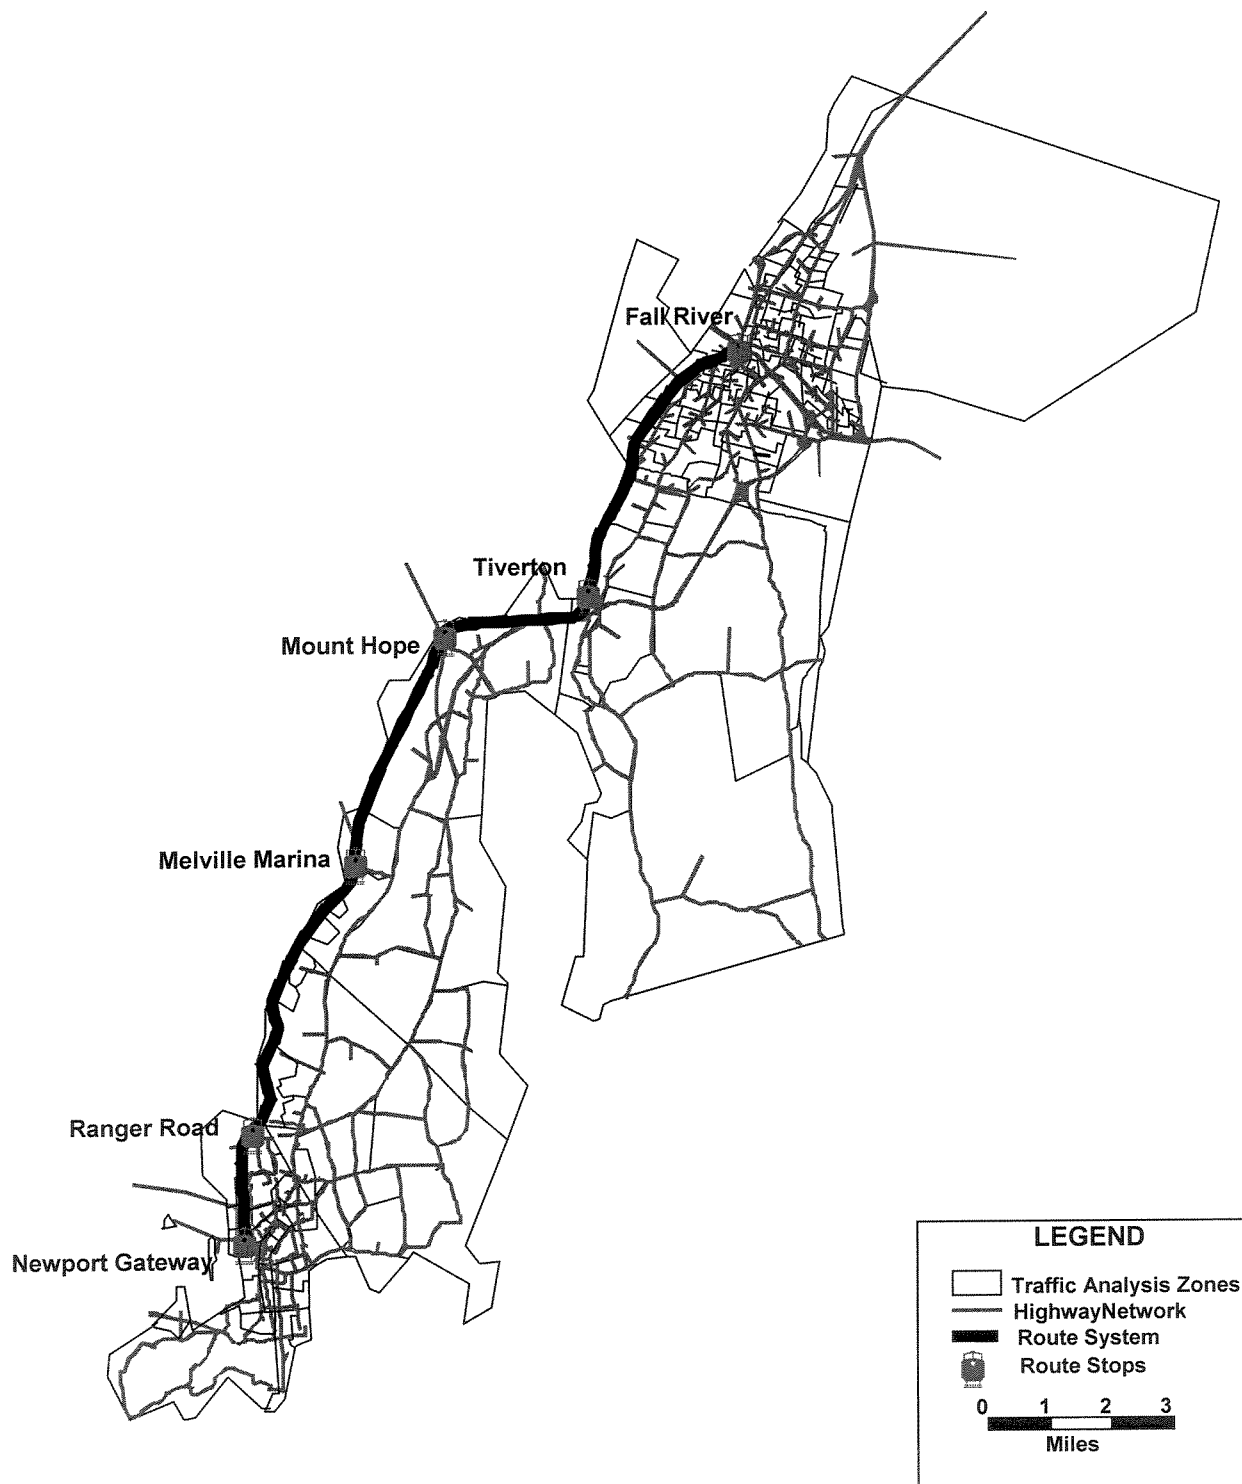 Fall River
Tiverton
Mount Hope
Melville Marina
Ranger Road
Newport Gateway
LEGEND
Traffic Analysis Zones
HighwayNetwork
Route System
Route Stops
0 1 2 3
Miles